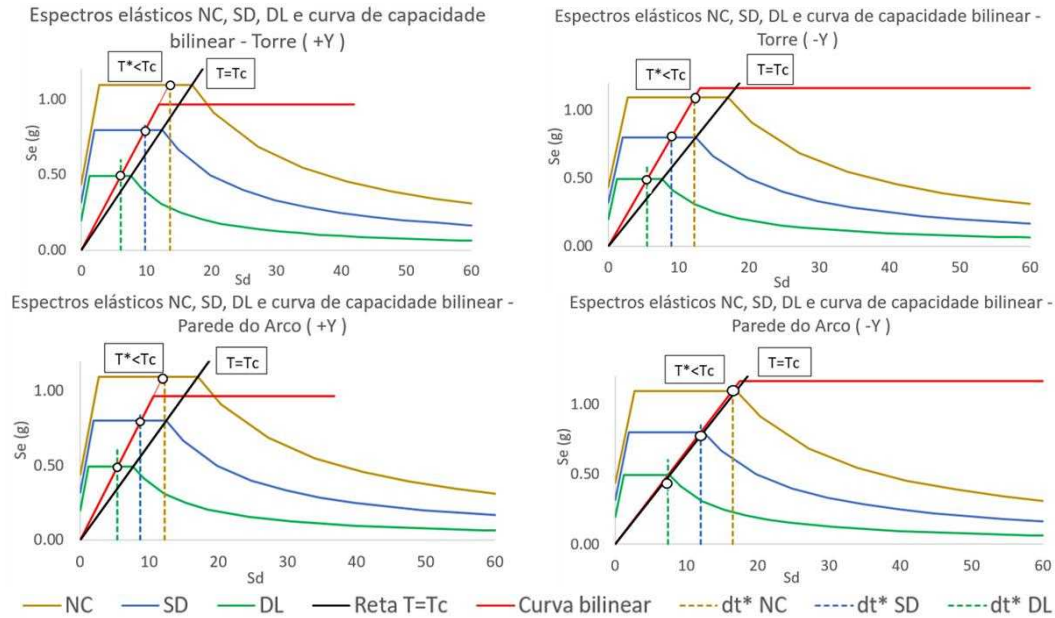 Espectros elásticos NC, SD, DL e curva de capacidade
bilinear - Torre ( +Y )
T*<Tc
T=Tc
1.00
0.50
0.00
Se (g)
0 10 20 30 40 50 60
Sd
Espectros elásticos NC, SD, DL e curva de capacidade bilinear -
Torre ( -Y )
T*<Tc
T=Tc
1.00
0.50
0.00
Se (g)
0 10 20 30 40 50 60
Sd
Espectros elásticos NC, SD, DL e curva de capacidade bilinear -
Parede do Arco ( +Y )
T*<Tc
T=Tc
1.00
0.50
0.00
Se (g)
0 10 20 30 40 50 60
Sd
Espectros elásticos NC, SD, DL e curva de capacidade bilinear -
Parede do Arco ( -Y )
T*<Tc
T=Tc
1.00
0.50
0.00
Se (g)
0 10 20 30 40 50 60
Sd
NC SD DL Reta T=Tc Curva bilinear dt* NC dt* SD dt* DL